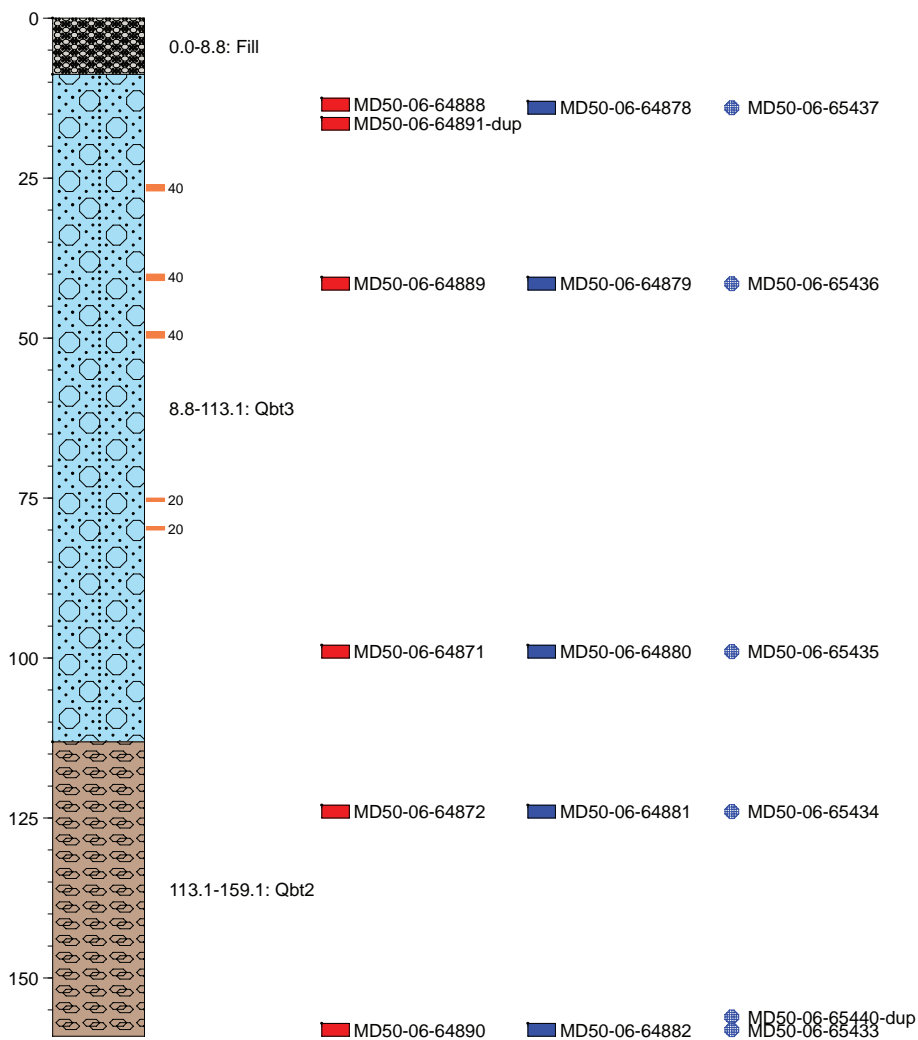 0
0.0-8.8: Fill
MD50-06-64888 MD50-06-64878 MD50-06-65437
MD50-06-64891-dup
25
40
40
MD50-06-64889 MD50-06-64879 MD50-06-65436
50
40
8.8-113.1: Qbt3
75
20
20
100
MD50-06-64871 MD50-06-64880 MD50-06-65435
125
MD50-06-64872 MD50-06-64881 MD50-06-65434
113.1-159.1: Qbt2
150
MD50-06-65440-dup
MD50-06-64890 MD50-06-64882 MD50-06-65433